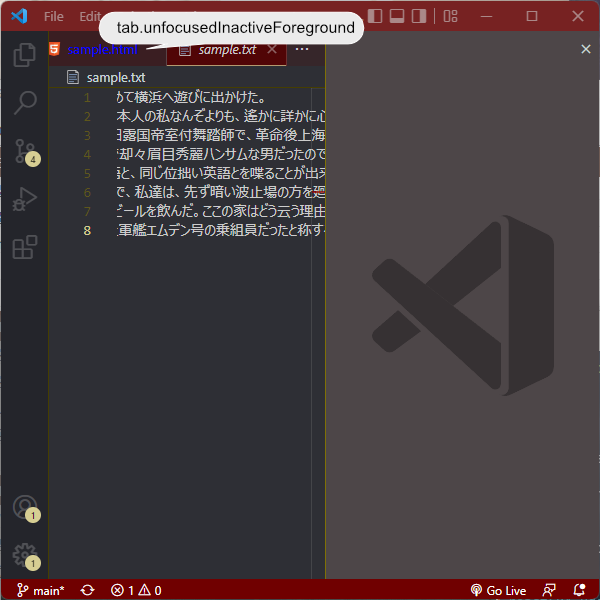 tab.unfocusedInactiveForeground
File Edit
sample.html
sample.txt
sample.txt
1 めて横浜へ遊びに出かけた。
2 本人の私なんぞよりも、遙かに詳かに心
3 旧露国帝室付舞踏師で、革命後上海
4 却々眉目秀麗ハンサムな男だったので
5 語と、同じ位拙い英語とを喋ることが出来
6 で、私達は、先ず暗い波止場の方を廻
7 ビールを飲んだ。ここの家はどう云う理由
8 軍艦エムデン号の乗組員だったと称す
4
1
1
main* 1 0 Go Live